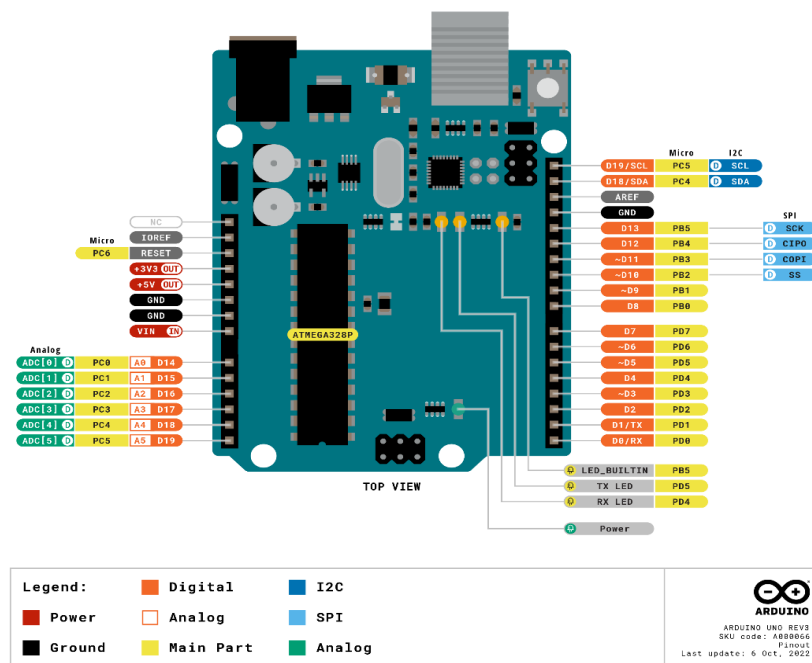 Micro I2C
D19/SCL PC5 D SCL
D18/SDA PC4 D SDA
AREF
GND
SPI
D13 PB5 D SCK
D12 PB4 D CIPO
~D11 PB3 D COPI
~D10 PB2 D SS
~D9 PB1
D8 PB0
D7 PD7
~D6 PD6
~D5 PD5
D4 PD4
~D3 PD3
D2 PD2
D1/TX PD1
D0/RX PD0
NC
IOREF
Micro
PC6 RESET
+3V3 OUT
+5V OUT
GND
GND
VIN IN
Analog
ADC[0] D PC0 A0 D14
ADC[1] D PC1 A1 D15
ADC[2] D PC2 A2 D16
ADC[3] D PC3 A3 D17
ADC[4] D PC4 A4 D18
ADC[5] D PC5 A5 D19
ATMEGA328P
LED_BUILTIN PB5
TX LED PD5
RX LED PD4
Power
TOP VIEW
Legend:
Digital
I2C
Power
Analog
SPI
Ground
Main Part
Analog
ARDUINO
ARDUINO UNO REV3
SKU code: A000066
Pinout
Last update: 6 Oct, 2022